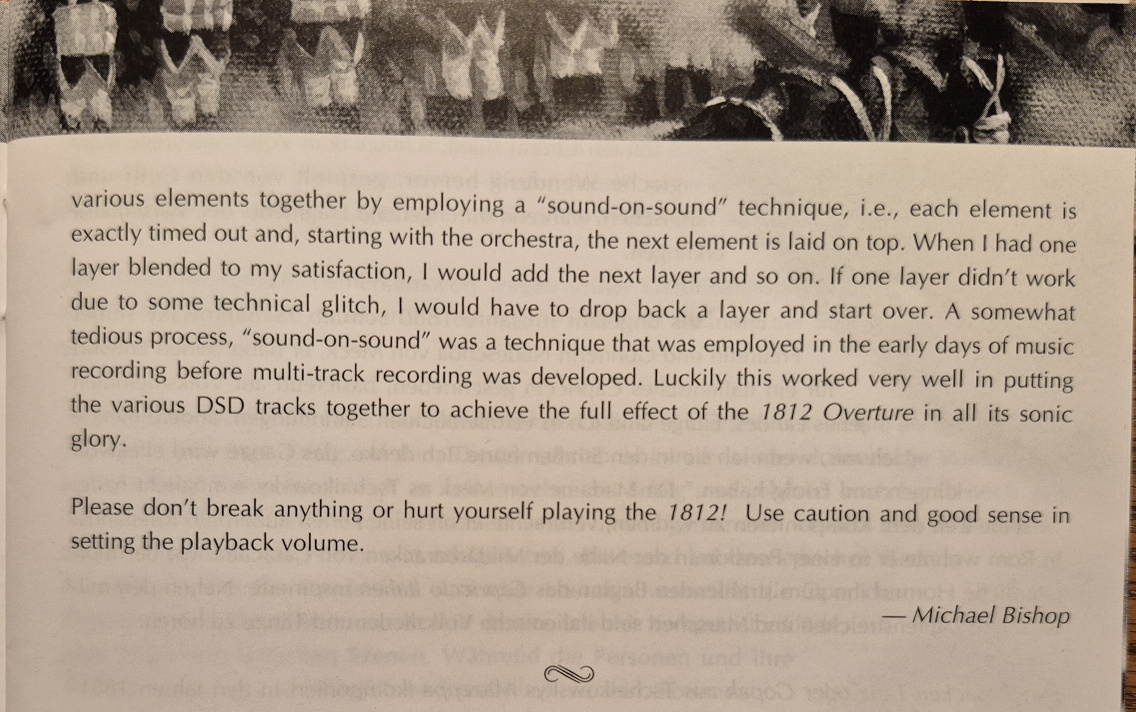 various elements together by employing a “sound-on-sound” technique, i.e., each element is
exactly timed out and, starting with the orchestra, the next element is laid on top. When I had one
layer blended to my satisfaction, I would add the next layer and so on. If one layer didn’t work
due to some technical glitch, I would have to drop back a layer and start over. A somewhat
tedious process, “sound-on-sound” was a technique that was employed in the early days of music
recording before multi-track recording was developed. Luckily this worked very well in putting
the various DSD tracks together to achieve the full effect of the 1812 Overture in all its sonic
glory.
Please don’t break anything or hurt yourself playing the 1812! Use caution and good sense in
setting the playback volume.
— Michael Bishop